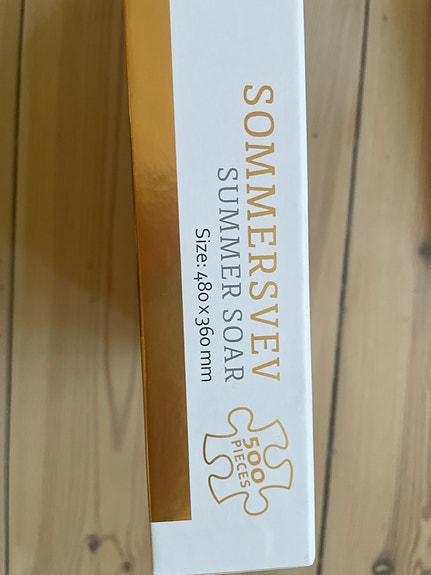 SOMMERSVEV
SUMMER SOAR
Size: 480 x 360 mm
500
PIECES